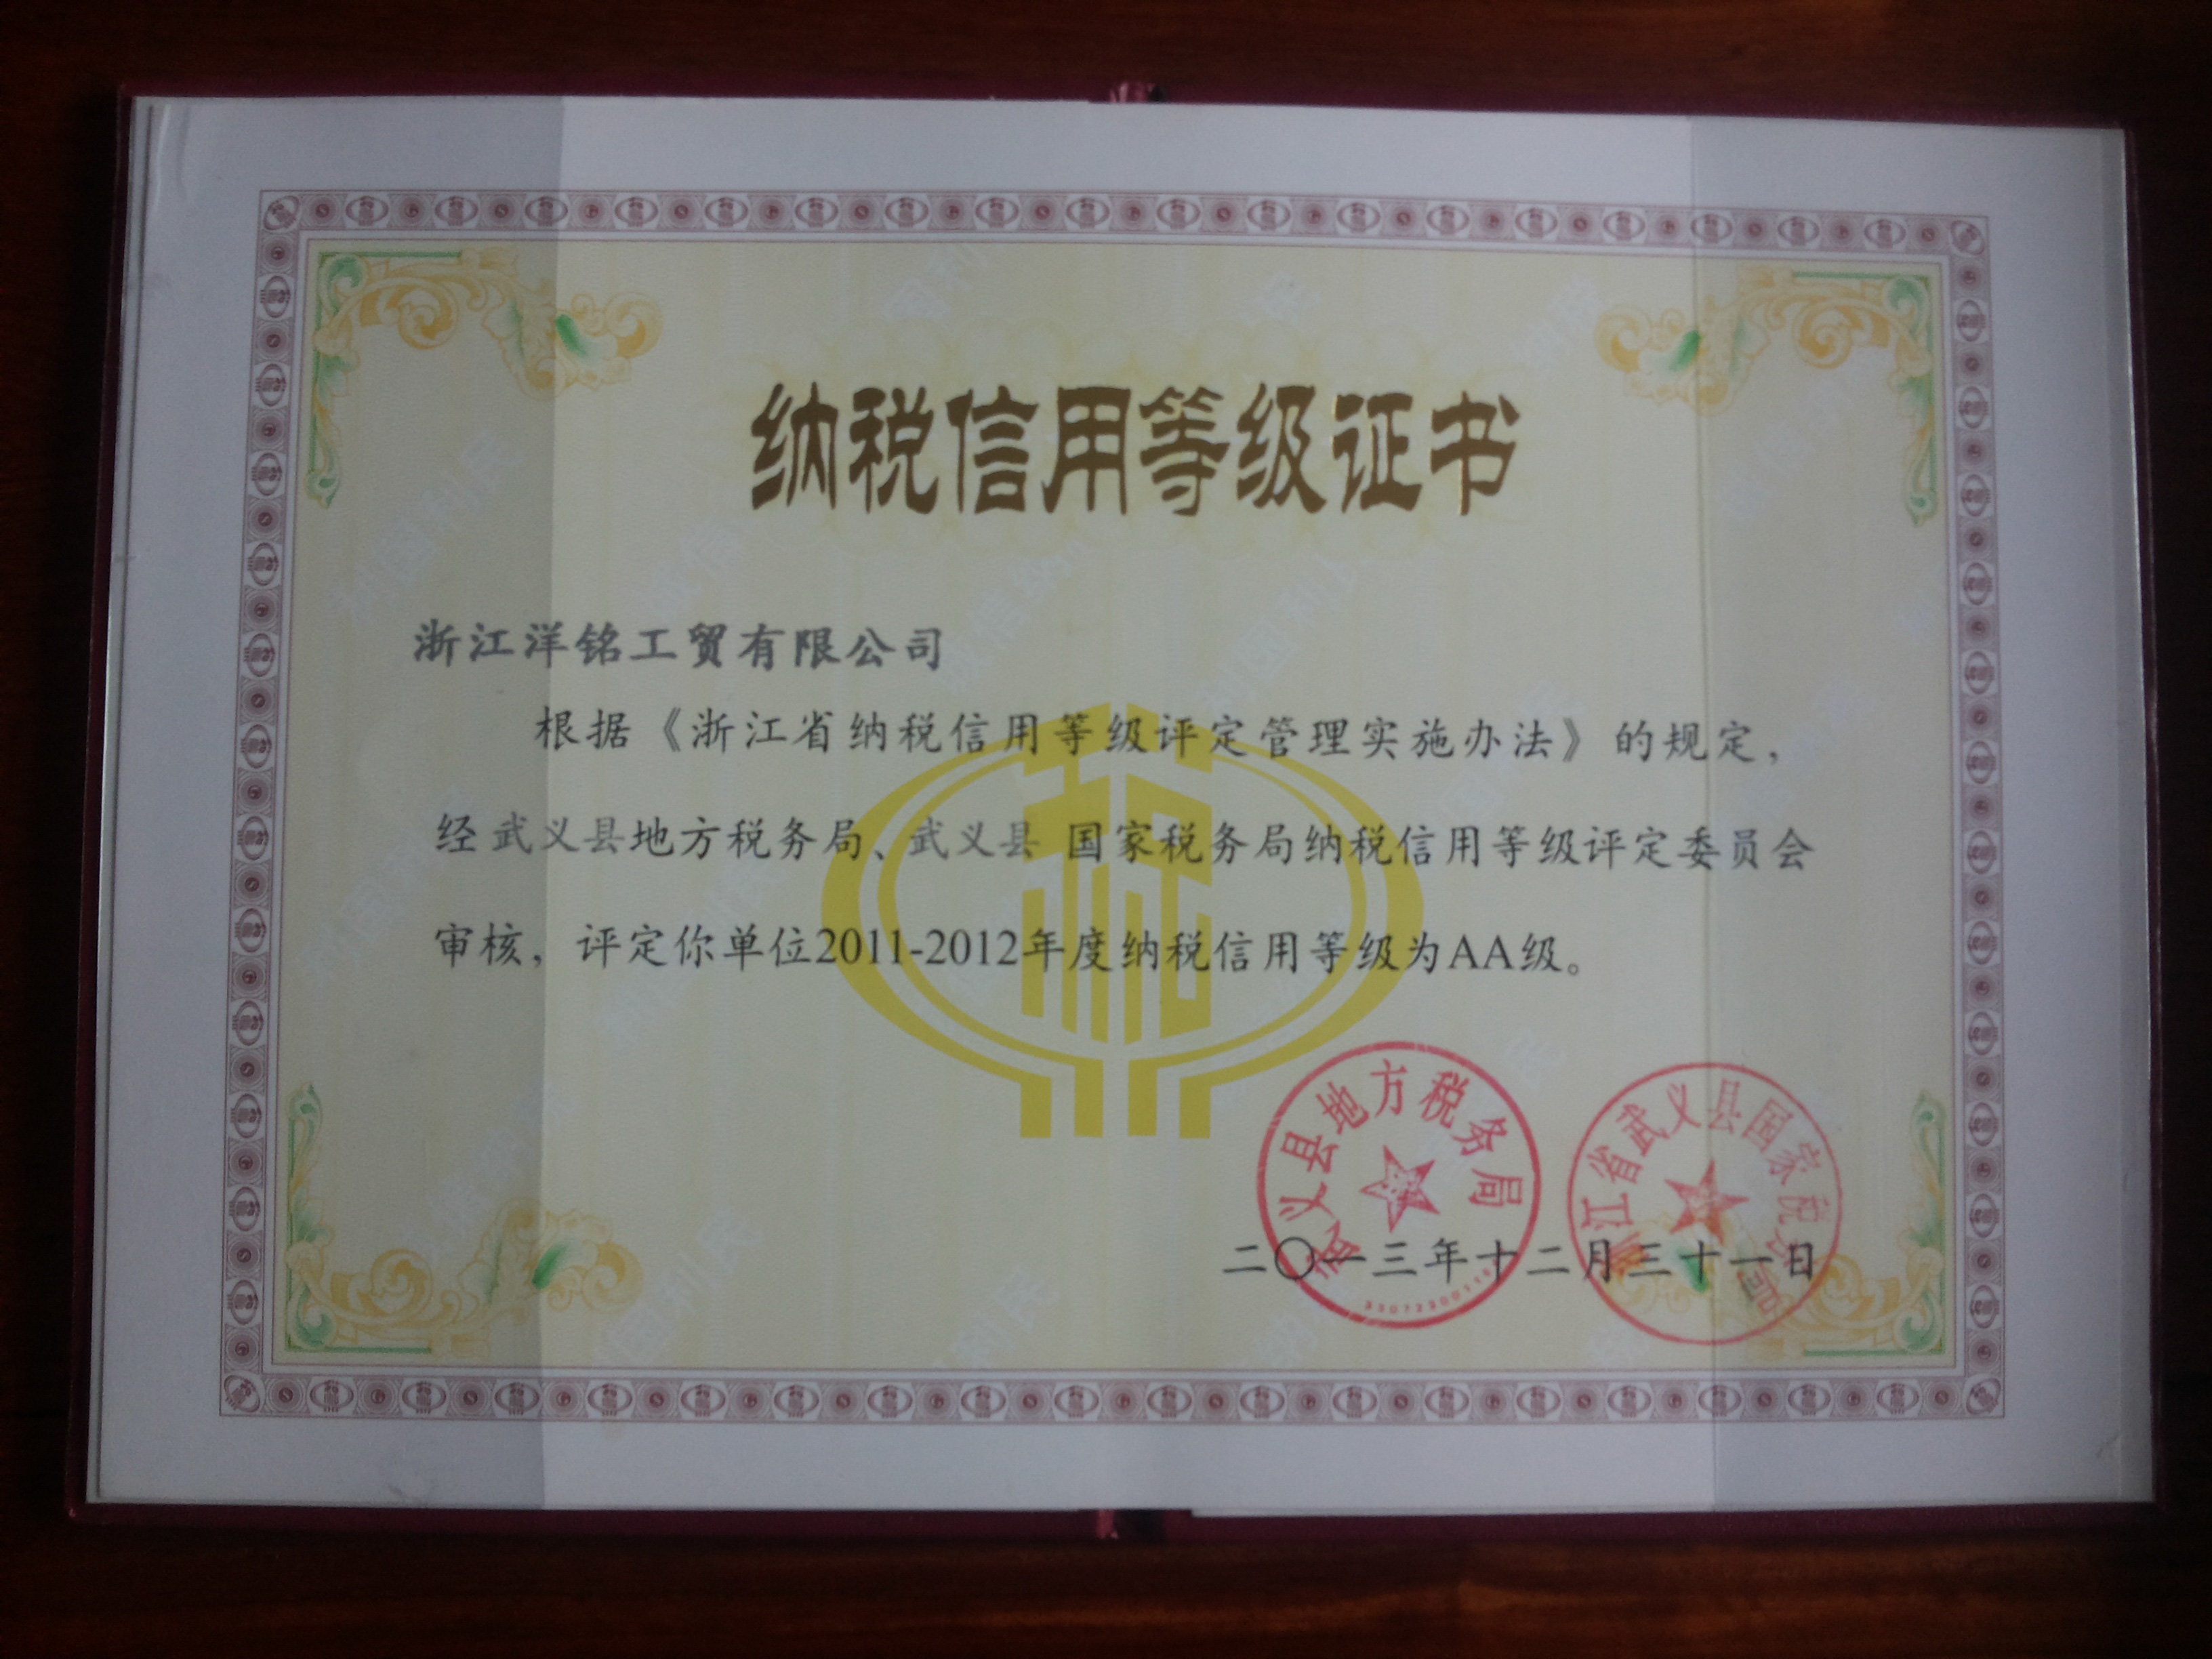 纳税信用等级证书
浙江洋铭工贸有限公司
根据《浙江省纳税信用等级评定管理实施办法》的规定，
经武义县地方税务局、武义县 国家税务局纳税信用等级评定委员会
审核，评定你单位2011-2012年度纳税信用等级为AA级。
武义县地方税务局
浙江省武义县国家税务局
二〇一三年十二月三十一日